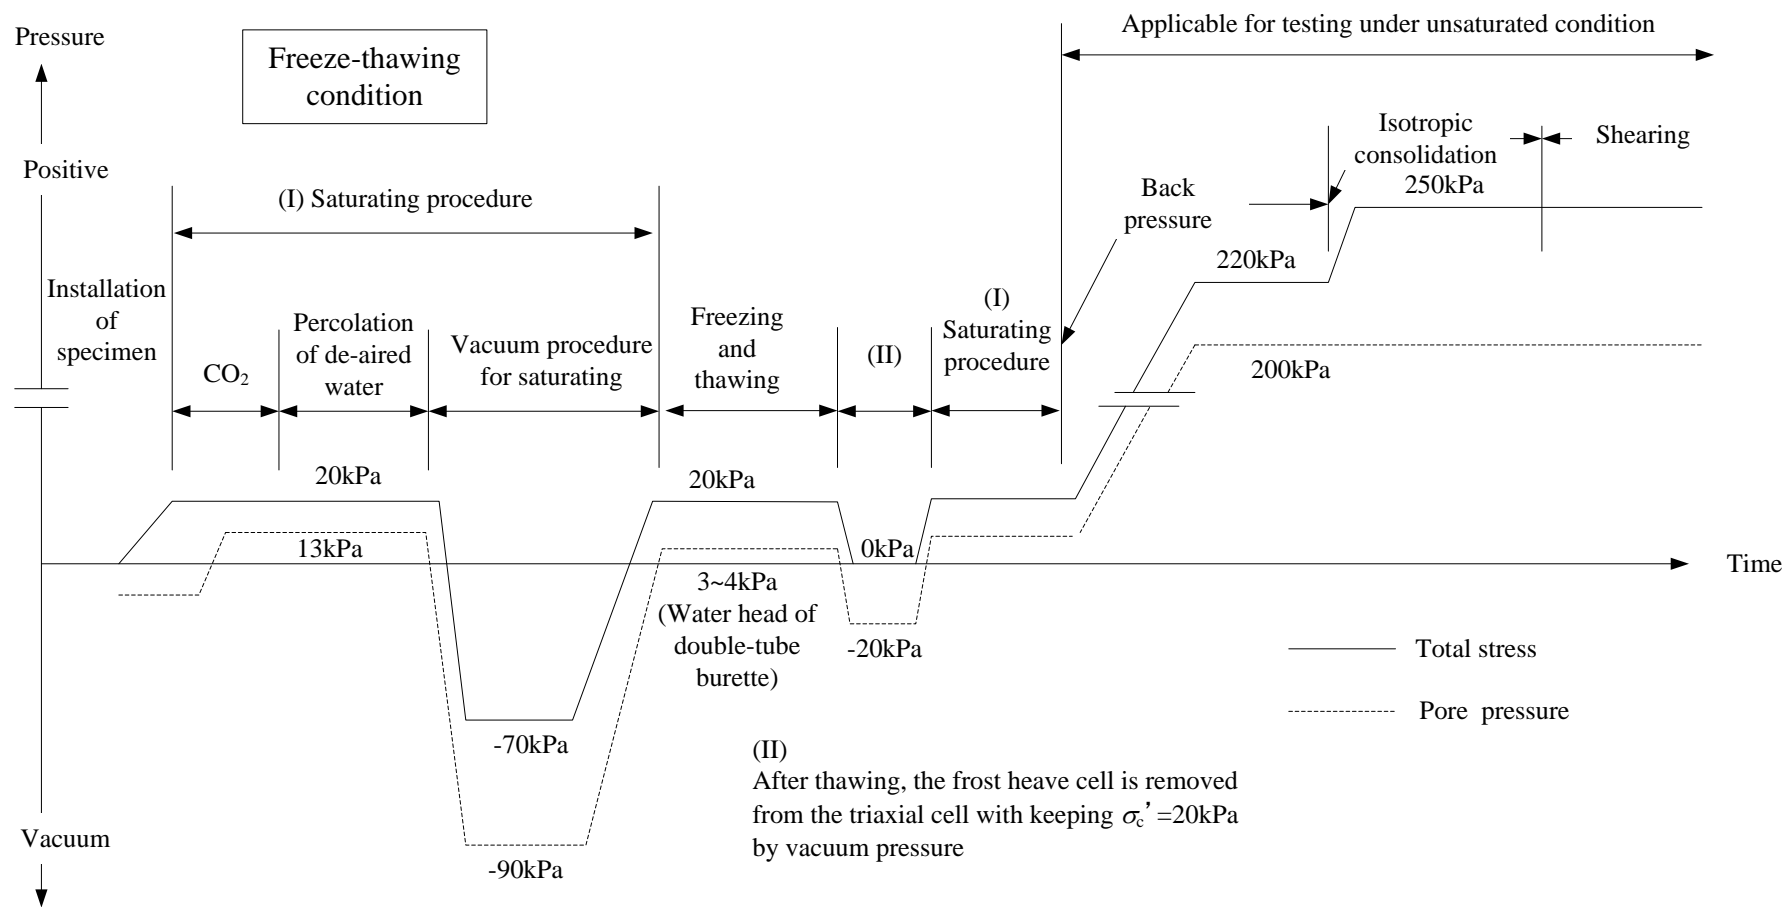 Applicable for testing under unsaturated condition
Pressure
Freeze-thawing
condition
Positive
Isotropic
consolidation
250kPa
Shearing
(I) Saturating procedure
Back
pressure
220kPa
Installation
of
specimen
CO₂
Percolation
of de-aired
water
Vacuum procedure
for saturating
Freezing
and
thawing
(II)
(I)
Saturating
procedure
200kPa
20kPa
20kPa
13kPa
0kPa
Time
3~4kPa
(Water head of
double-tube
burette)
-20kPa
Total stress
Pore pressure
-70kPa
-90kPa
Vacuum
(II)
After thawing, the frost heave cell is removed
from the triaxial cell with keeping σc’=20kPa
by vacuum pressure